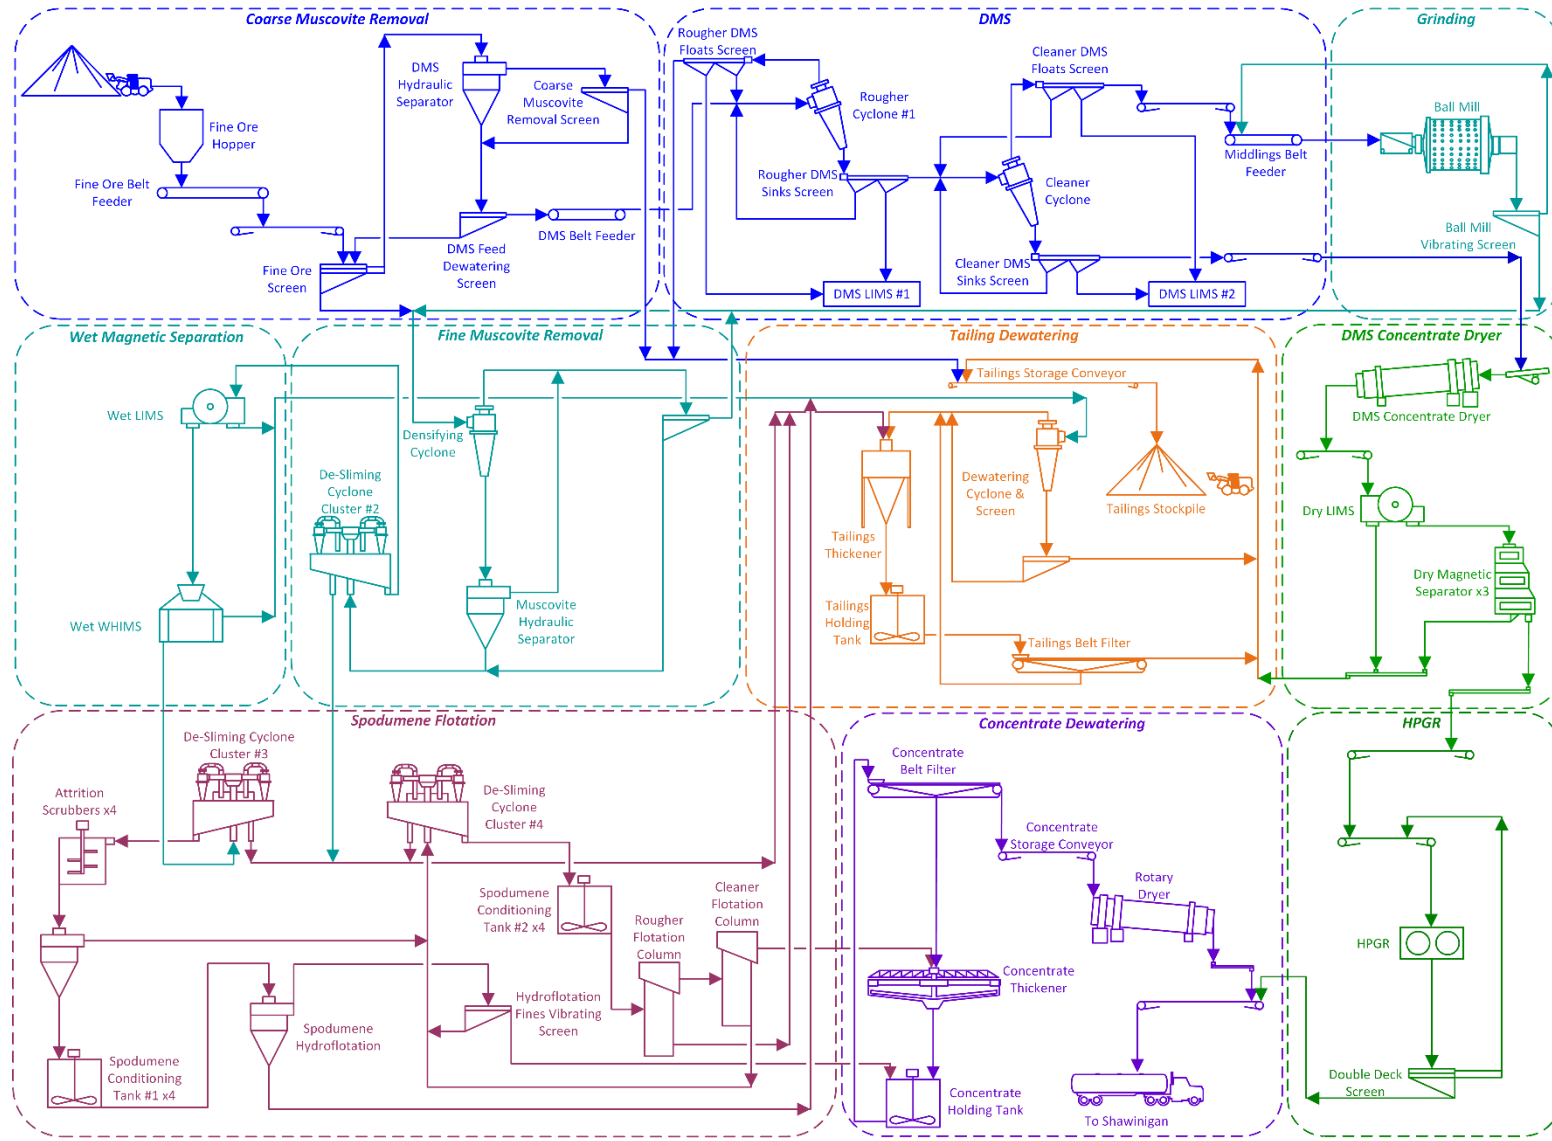 Coarse Muscovite Removal
DMS
Grinding
Fine Ore
Hopper
Fine Ore Belt
Feeder
Fine Ore
Screen
DMS
Hydraulic
Separator
Coarse
Muscovite
Removal Screen
DMS Belt Feeder
DMS Feed
Dewatering
Screen
Rougher DMS
Floats Screen
Rougher
Cyclone #1
Rougher DMS
Sinks Screen
DMS LIMS #1
Cleaner DMS
Floats Screen
Cleaner
Cyclone
Cleaner DMS
Sinks Screen
DMS LIMS #2
Middlings Belt
Feeder
Ball Mill
Ball Mill
Vibrating Screen
Wet Magnetic Separation
Fine Muscovite Removal
Tailing Dewatering
DMS Concentrate Dryer
Wet LIMS
Wet WHIMS
De-Sliming
Cyclone
Cluster #2
Densifying
Cyclone
Muscovite
Hydraulic
Separator
Tailings Storage Conveyor
Tailings
Thickener
Dewatering
Cyclone &
Screen
Tailings Stockpile
Tailings
Holding
Tank
Tailings Belt Filter
DMS Concentrate Dryer
Dry LIMS
Dry Magnetic
Separator x3
Spodumene Flotation
Concentrate Dewatering
HPGR
De-Sliming Cyclone
Cluster #3
Attrition
Scrubbers x4
De-Sliming
Cyclone
Cluster #4
Spodumene
Conditioning
Tank #2 x4
Rougher
Flotation
Column
Cleaner
Flotation
Column
Hydroflotation
Fines Vibrating
Screen
Spodumene
Hydroflotation
Spodumene
Conditioning
Tank #1 x4
Concentrate
Belt Filter
Concentrate
Storage Conveyor
Rotary
Dryer
Concentrate
Thickener
Concentrate
Holding Tank
To Shawinigan
HPGR
Double Deck
Screen